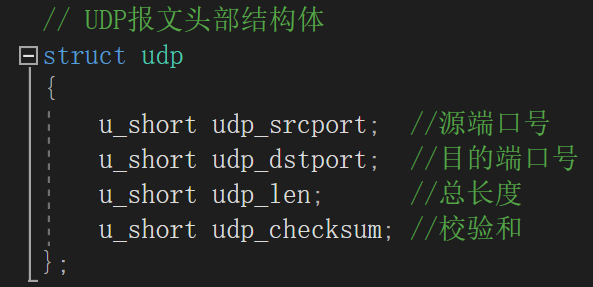 // UDP报文头部结构体
struct udp
{
u_short udp_srcport; //源端口号
u_short udp_dstport; //目的端口号
u_short udp_len; //总长度
u_short udp_checksum; //校验和
};